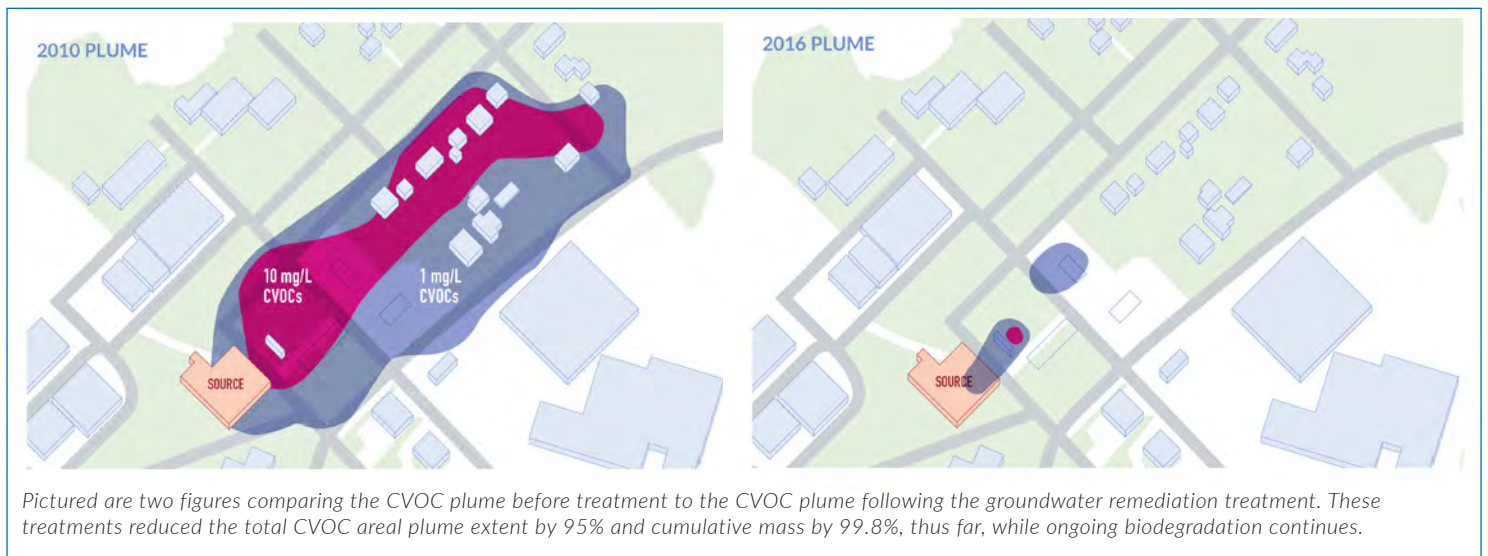 2010 PLUME
10 mg/L
CVOCs
1 mg/L
CVOCs
SOURCE
2016 PLUME
SOURCE
Pictured are two figures comparing the CVOC plume before treatment to the CVOC plume following the groundwater remediation treatment. These
treatments reduced the total CVOC areal plume extent by 95% and cumulative mass by 99.8%, thus far, while ongoing biodegradation continues.